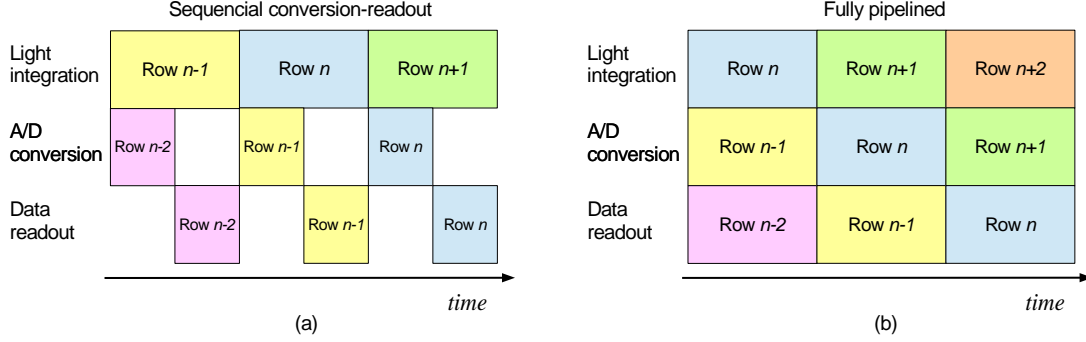 Sequencial conversion-readout
Light
integration
Row n-1
Row n
Row n+1
A/D
conversion
Row n-2
Row n-1
Row n
Data
readout
Row n-2
Row n-1
Row n
time
(a)
Fully pipelined
Light
integration
Row n
Row n+1
Row n+2
A/D
conversion
Row n-1
Row n
Row n+1
Data
readout
Row n-2
Row n-1
Row n
time
(b)